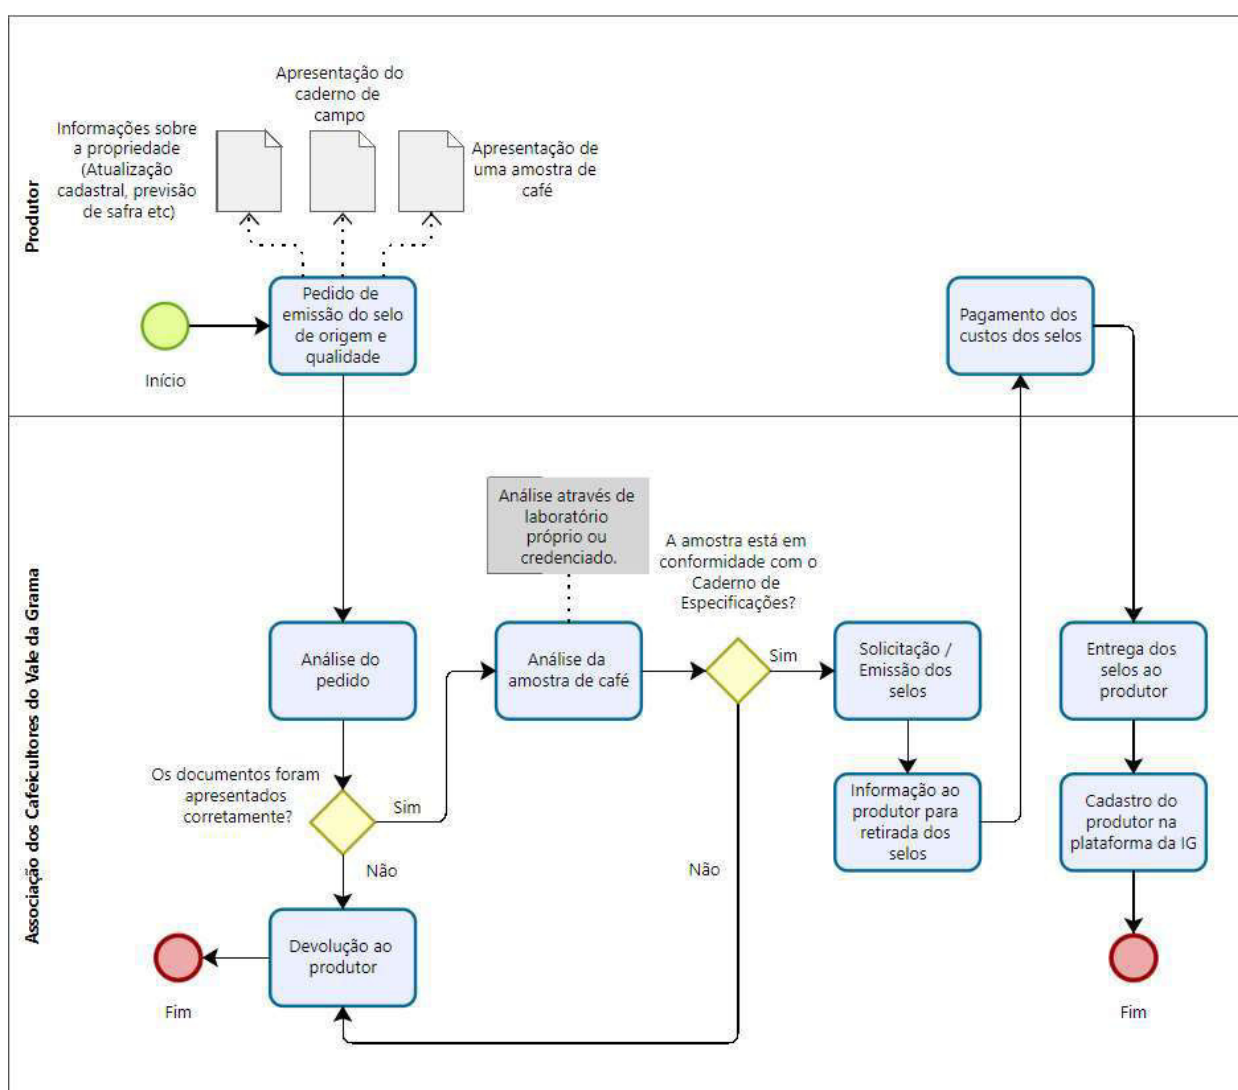 Produtor
Informações sobre
a propriedade
(Atualização
cadastral, previsão
de safra etc)
Apresentação do
caderno de
campo
Apresentação de
uma amostra de
café
Início
Pedido de
emissão do selo
de origem e
qualidade
Pagamento dos
custos dos selos
Associação dos Cafeicultores do Vale da Grama
Análise do
pedido
Os documentos foram
apresentados
corretamente?
Sim
Não
Devolução ao
produtor
Fim
Análise através de
laboratório
próprio ou
credenciado.
Análise da
amostra de café
A amostra está em
conformidade com o
Caderno de
Especificações?
Sim
Não
Solicitação /
Emissão dos
selos
Informação ao
produtor para
retirada dos
selos
Entrega dos
selos ao
produtor
Cadastro do
produtor na
plataforma da IG
Fim